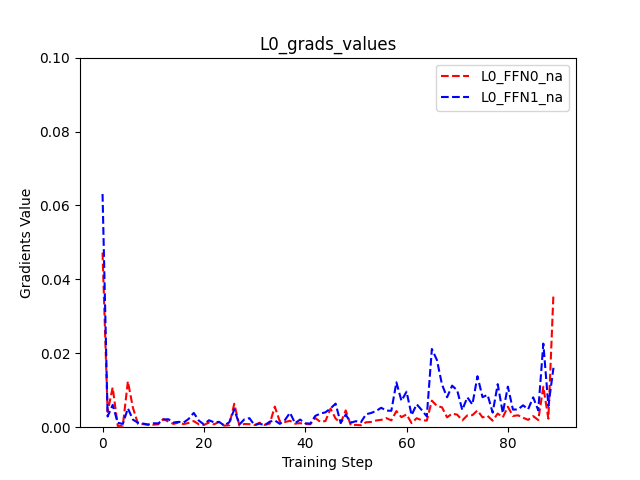 L0_grads_values
L0_FFN0_na
L0_FFN1_na
Gradients Value
0.10
0.08
0.06
0.04
0.02
0.00
0
20
40
60
80
Training Step